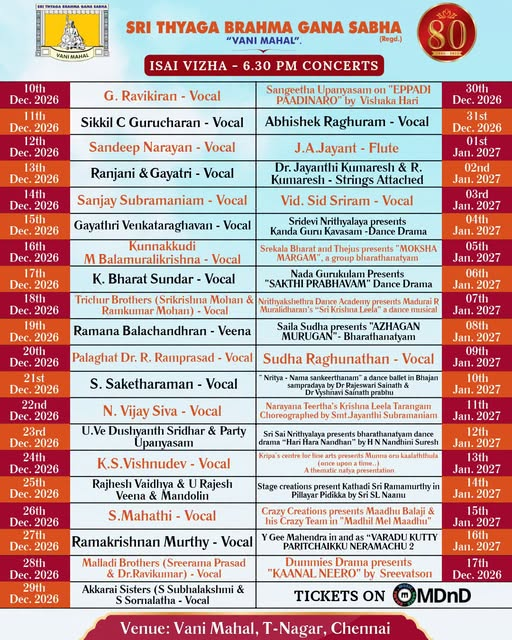 SRI THYAGA BRAHMA GANA SABHA
VANI MAHAL
SRI THYAGA BRAHMA GANA SABHA
(Regd.)
"VANI MAHAL".
80
ISAI VIZHA - 6.30 PM CONCERTS
10th
Dec. 2026
G. Ravikiran - Vocal
Sangeetha Upanyasam on "EPPADI
PAADINARO" by Vishaka Hari
30th
Dec. 2026
11th
Dec. 2026
Sikkil C Gurucharan - Vocal
Abhishek Raghuram - Vocal
31st
Dec. 2026
12th
Dec. 2026
Sandeep Narayan - Vocal
J.A.Jayant - Flute
01st
Jan. 2027
13th
Dec. 2026
Ranjani & Gayatri - Vocal
Dr. Jayanthi Kumaresh & R.
Kumaresh - Strings Attached
02nd
Jan. 2027
14th
Dec. 2026
Sanjay Subramaniam - Vocal
Vid. Sid Sriram - Vocal
03rd
Jan. 2027
15th
Dec. 2026
Gayathri Venkataraghavan - Vocal
Sridevi Nrithyalaya presents
Kanda Guru Kavasam -Dance Drama
04th
Jan. 2027
16th
Dec. 2026
Kunnakkudi
M Balamuralikrishna - Vocal
Srekala Bharat and Thejus presents "MOKSHA
MARGAM", a group bharathanatyam
05th
Jan. 2027
17th
Dec. 2026
K. Bharat Sundar - Vocal
Nada Gurukulam Presents
"SAKTHI PRABHAVAM" Dance Drama
06th
Jan. 2027
18th
Dec. 2026
Trichur Brothers (Srikrishna Mohan &
Ramkumar Mohan) - Vocal
Nrithyakshethra Dance Academy presents Madurai R
Muralidharan's "Sri Krishna Leela" a dance musical
07th
Jan. 2027
19th
Dec. 2026
Ramana Balachandhran - Veena
Saila Sudha presents "AZHAGAN
MURUGAN"- Bharathanatyam
08th
Jan. 2027
20th
Dec. 2026
Palaghat Dr. R. Ramprasad - Vocal
Sudha Raghunathan - Vocal
09th
Jan. 2027
21st
Dec. 2026
S. Saketharaman - Vocal
" Nritya - Nama sankeerthanam" a dance ballet in Bhajan
sampradaya by Dr Rajeswari Sainath &
Dr Vyshnavi Sainath prabhu
10th
Jan. 2027
22nd
Dec. 2026
N. Vijay Siva - Vocal
Narayana Teertha's Krishna Leela Tarangam
Choreographed by Smt.Jayanthi Subramaniam
11th
Jan. 2027
23rd
Dec. 2026
U.Ve Dushyanth Sridhar & Party
Upanyasam
Sri Sai Nrithyalaya presents bharathanatyam dance
drama "Hari Hara Nandhan" by H N Nandhini Suresh
12th
Jan. 2027
24th
Dec. 2026
K.S.Vishnudev - Vocal
Kripa's centre for fine arts presents Munna oru kaalaththula
(once upon a time..)
A thematic natya presentation
13th
Jan. 2027
25th
Dec. 2026
Rajhesh Vaidhya & U Rajesh
Veena & Mandolin
Stage creations present Kathadi Sri Ramamurthy in
Pillayar Pidikka by Sri SL Naanu
14th
Jan. 2027
26th
Dec. 2026
S.Mahathi - Vocal
Crazy Creations presents Maadhu Balaji &
his Crazy Team in "Madhil Mel Maadhu"
15th
Jan. 2027
27th
Dec. 2026
Ramakrishnan Murthy - Vocal
Y Gee Mahendra in and as "VARADU KUTTY
PARITCHAIKKU NERAMACHU 2
16th
Jan. 2027
28th
Dec. 2026
Malladi Brothers (Sreerama Prasad
& Dr.Ravikumar) - Vocal
Dummies Drama presents
"KAANAL NEERO" by Sreevatson
17th
Dec. 2026
29th
Dec. 2026
Akkarai Sisters (S Subhalakshmi &
S Sornalatha - Vocal
TICKETS ON MDnD
Venue: Vani Mahal, T-Nagar, Chennai